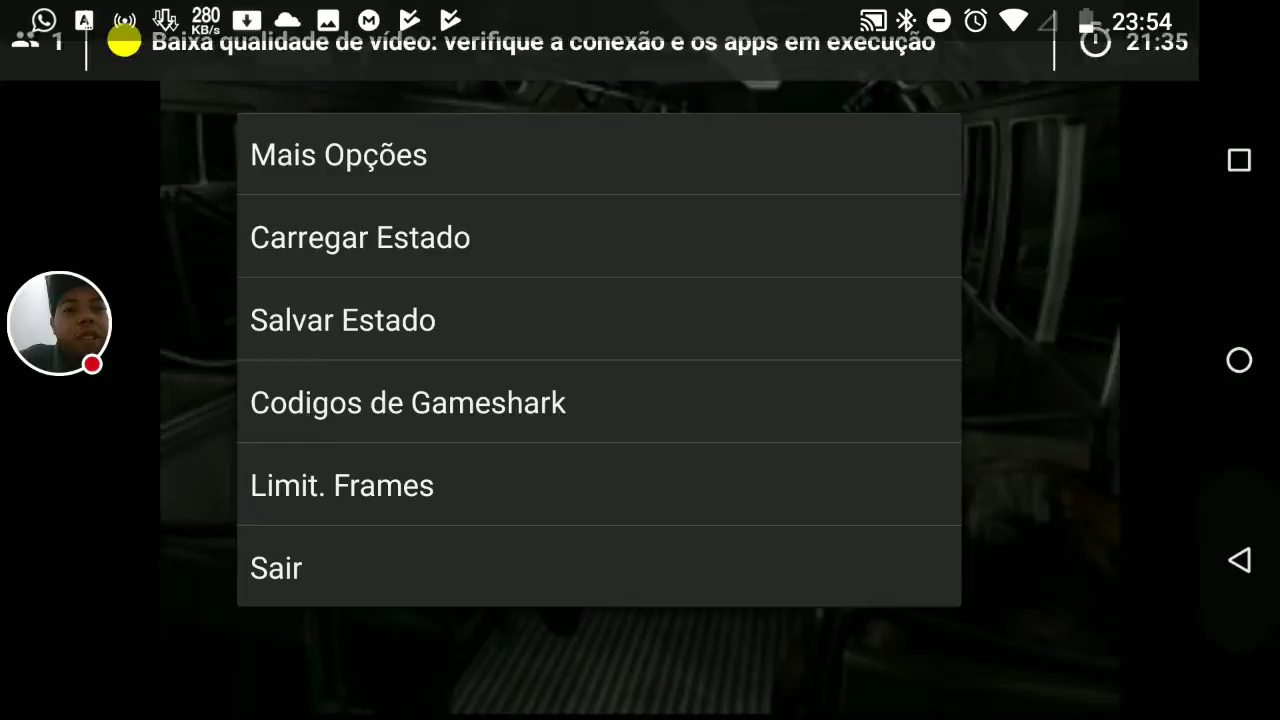 280
KB/s
23:54
1
Baixa qualidade de vídeo: verifique a conexão e os apps em execução
21:35
Mais Opções
Carregar Estado
Salvar Estado
Codigos de Gameshark
Limit. Frames
Sair